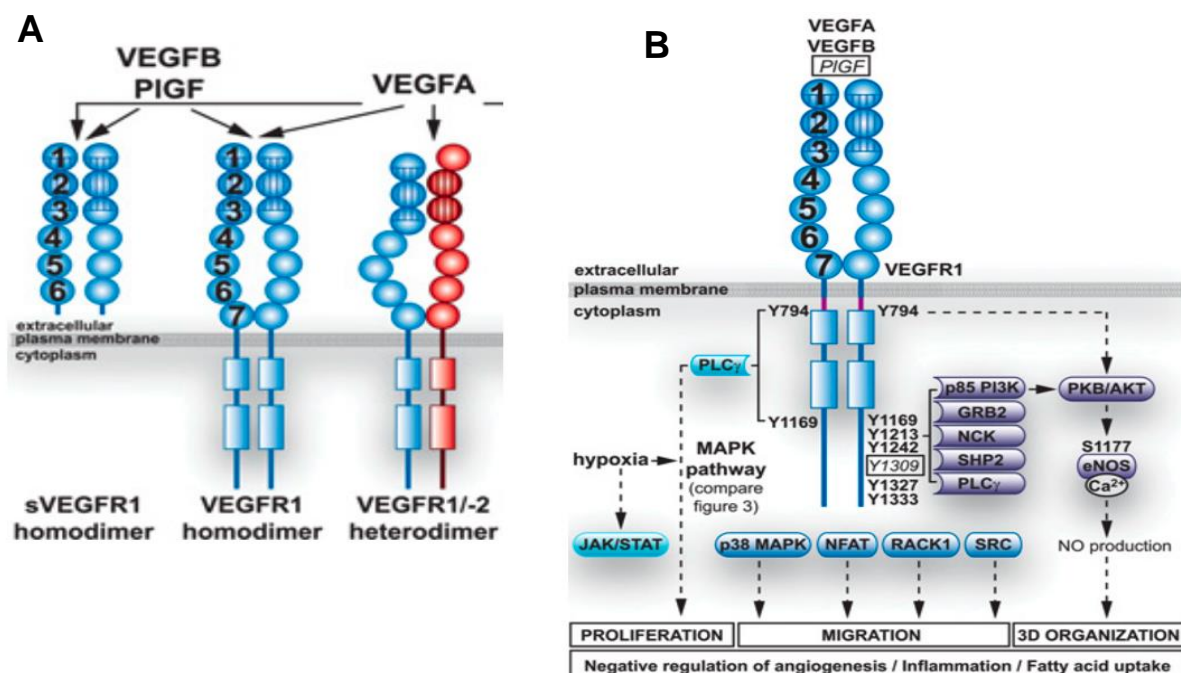 A
VEGFB
PlGF
VEGFA
1
2
3
4
5
6
1
2
3
4
5
6
7
extracellular
plasma membrane
cytoplasm
sVEGFR1
homodimer
VEGFR1
homodimer
VEGFR1/-2
heterodimer
B
VEGFA
VEGFB
PlGF
1
2
3
4
5
6
7
VEGFR1
extracellular
plasma membrane
cytoplasm
Y794
Y794
PLCγ
Y1169
p85 PI3K
PKB/AKT
GRB2
NCK
SHP2
PLCγ
Y1169
Y1213
Y1242
Y1309
Y1327
Y1333
S1177
eNOS
Ca2+
hypoxia
MAPK
pathway
(compare
figure 3)
JAK/STAT
p38 MAPK
NFAT
RACK1
SRC
NO production
PROLIFERATION
MIGRATION
3D ORGANIZATION
Negative regulation of angiogenesis / Inflammation / Fatty acid uptake